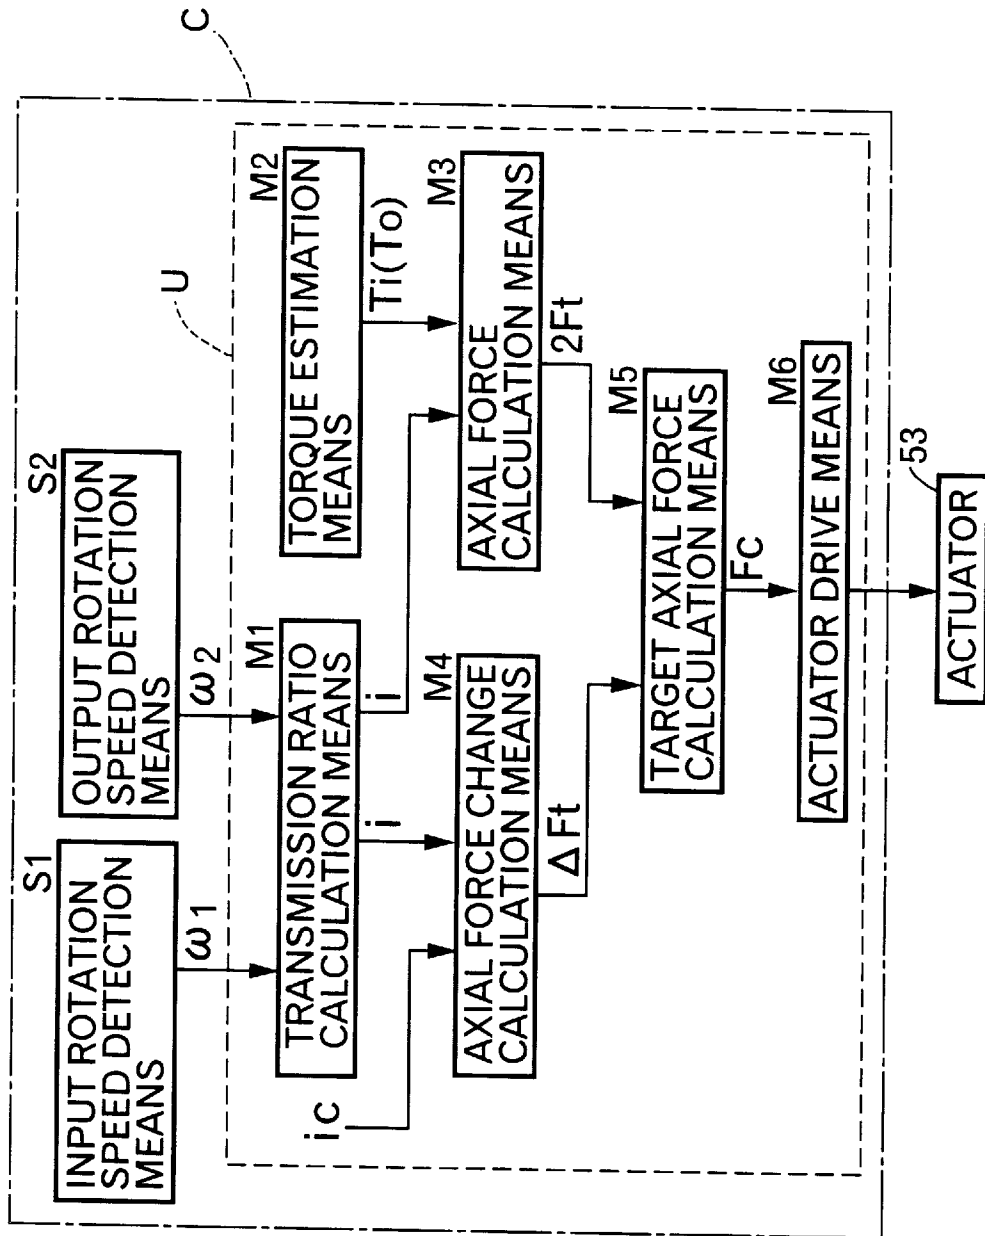 C
U
S1
INPUT ROTATION
SPEED DETECTION
MEANS
S2
OUTPUT ROTATION
SPEED DETECTION
MEANS
ω1
ω2
M1
TRANSMISSION RATIO
CALCULATION MEANS
M2
TORQUE ESTIMATION
MEANS
ic
i
i
Ti(To)
M4
AXIAL FORCE CHANGE
CALCULATION MEANS
M3
AXIAL FORCE
CALCULATION MEANS
ΔFt
2Ft
M5
TARGET AXIAL FORCE
CALCULATION MEANS
Fc
M6
ACTUATOR DRIVE MEANS
53
ACTUATOR